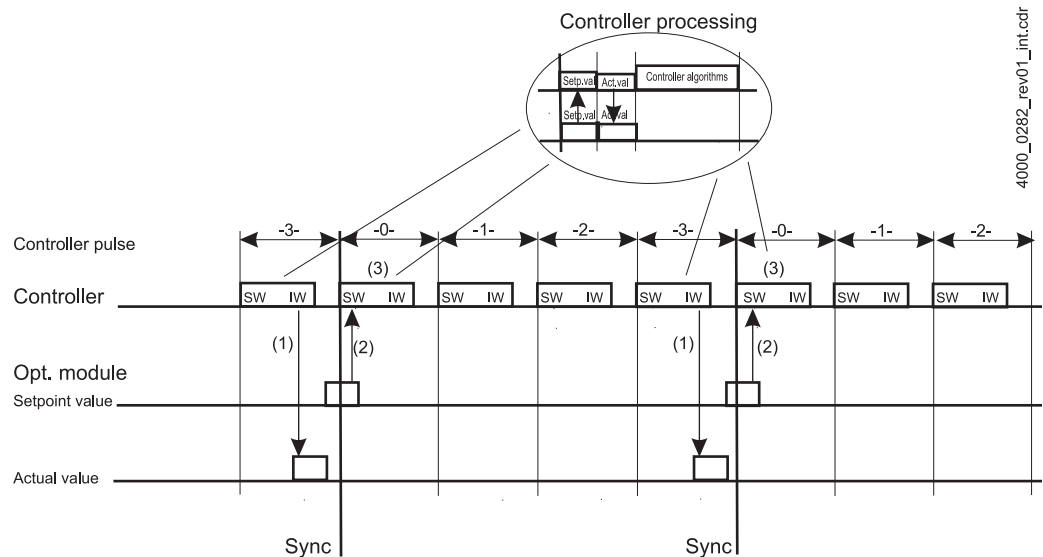 Controller processing
Setp.val Act.val Controller algorithms
Setp.val Act.val
4000_0282_rev01_int.cdr
Controller pulse -3- -0- -1- -2- -3- -0- -1- -2-
(3) (3)
Controller SW IW SW IW SW IW SW IW SW IW SW IW SW IW SW IW
(1) (2) (1) (2)
Opt. module
Setpoint value
Actual value
Sync Sync